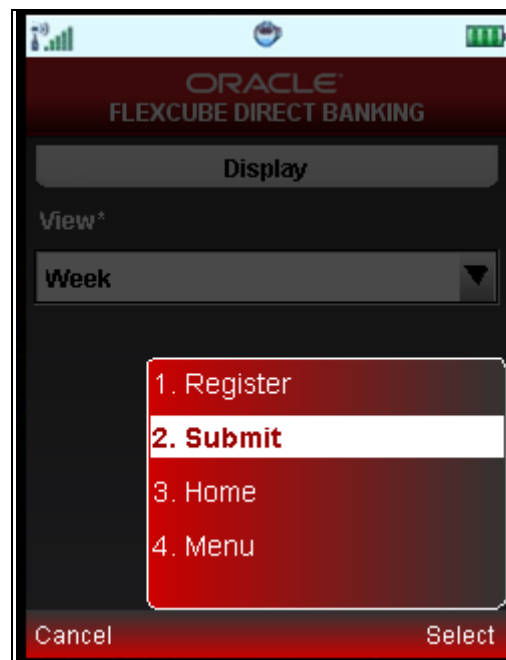 ORACLE®
FLEXCUBE DIRECT BANKING
Display
View*
Week
1. Register
2. Submit
3. Home
4. Menu
Cancel Select